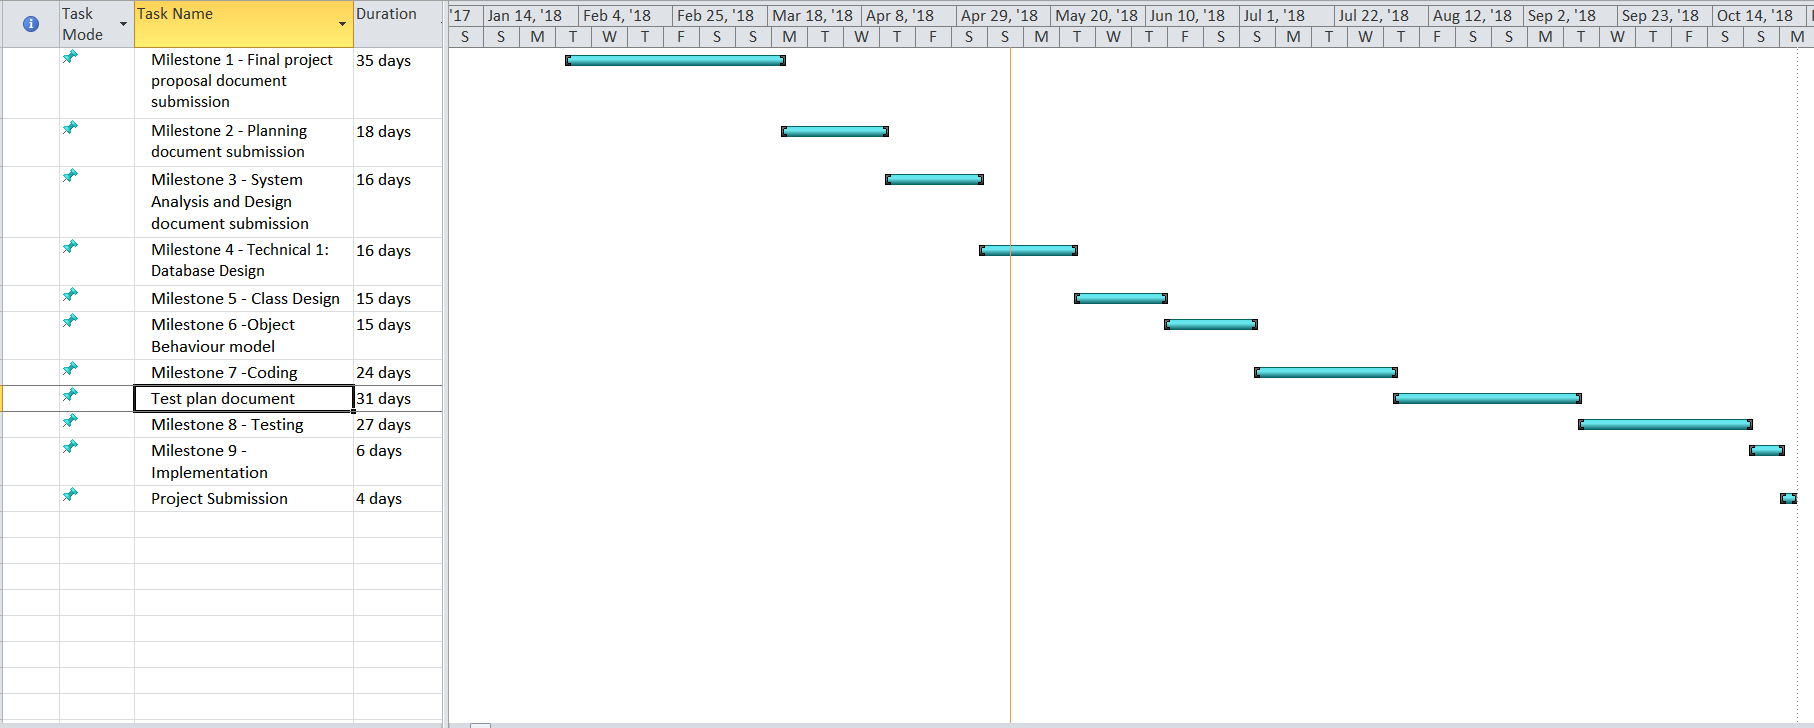 Task Mode
Task Name
Duration
'17
Jan 14, '18
Feb 4, '18
Feb 25, '18
Mar 18, '18
Apr 8, '18
Apr 29, '18
May 20, '18
Jun 10, '18
Jul 1, '18
Jul 22, '18
Aug 12, '18
Sep 2, '18
Sep 23, '18
Oct 14, '18
S S M T W T F S S M T W T F S S M T W T F S S M T W T F S S M T W T F S S M
Milestone 1 - Final project
proposal document
submission
35 days
Milestone 2 - Planning
document submission
18 days
Milestone 3 - System
Analysis and Design
document submission
16 days
Milestone 4 - Technical 1:
Database Design
16 days
Milestone 5 - Class Design
15 days
Milestone 6 -Object
Behaviour model
15 days
Milestone 7 -Coding
24 days
Test plan document
31 days
Milestone 8 - Testing
27 days
Milestone 9 -
Implementation
6 days
Project Submission
4 days